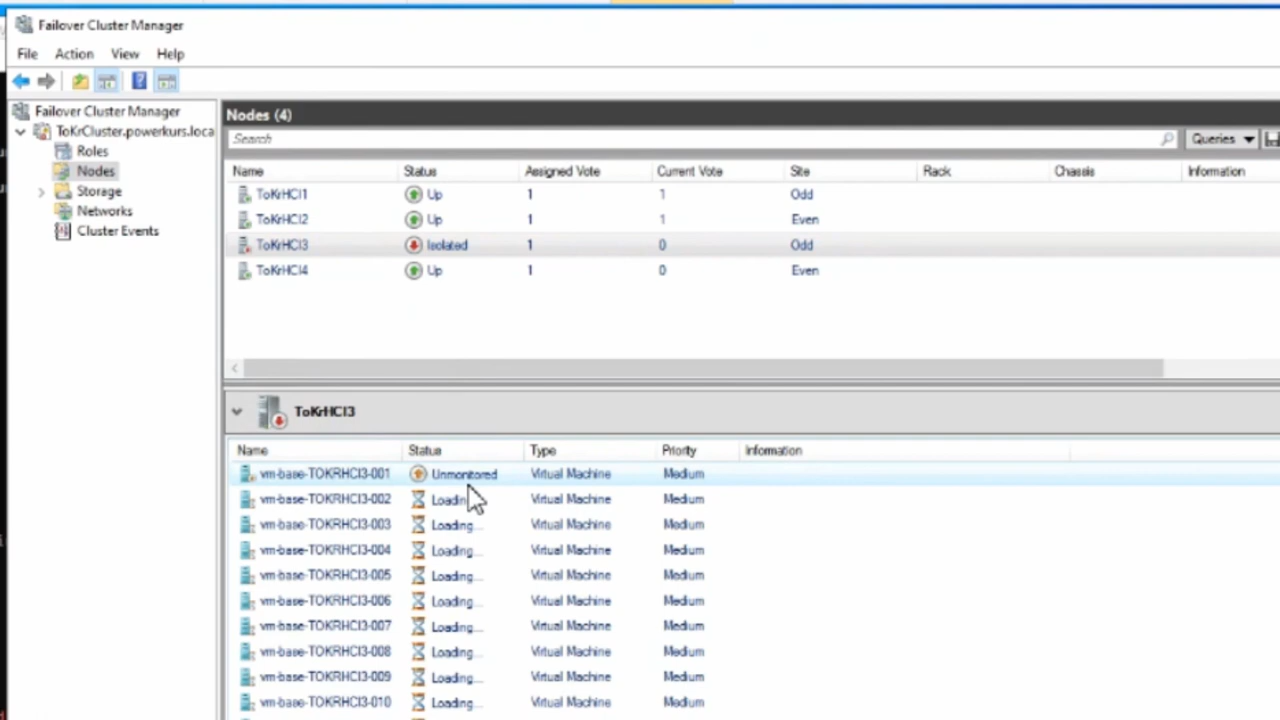 Failover Cluster Manager
File Action View Help
Failover Cluster Manager
ToKrCluster.powerkurs.loca
Roles
Nodes
Storage
Networks
Cluster Events
Nodes (4)
Search
Queries
Name Status Assigned Vote Current Vote Site Rack Chassis Information
ToKrHCI1 Up 1 1 Odd
ToKrHCI2 Up 1 1 Even
ToKrHCI3 Isolated 1 0 Odd
ToKrHCI4 Up 1 0 Even
ToKrHCI3
Name Status Type Priority Information
vm-base-TOKRHCI3-001 Unmonitored Virtual Machine Medium
vm-base-TOKRHCI3-002 Loadin Virtual Machine Medium
vm-base-TOKRHCI3-003 Loading... Virtual Machine Medium
vm-base-TOKRHCI3-004 Loading... Virtual Machine Medium
vm-base-TOKRHCI3-005 Loading... Virtual Machine Medium
vm-base-TOKRHCI3-006 Loading... Virtual Machine Medium
vm-base-TOKRHCI3-007 Loading... Virtual Machine Medium
vm-base-TOKRHCI3-008 Loading... Virtual Machine Medium
vm-base-TOKRHCI3-009 Loading... Virtual Machine Medium
vm-base-TOKRHCI3-010 Loading... Virtual Machine Medium